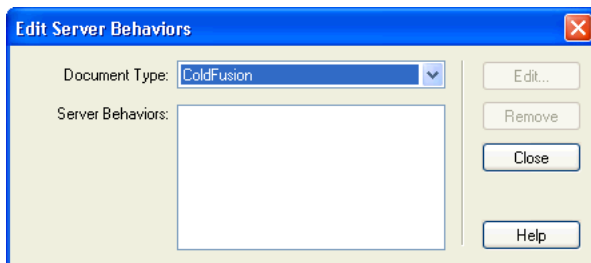 Edit Server Behaviors
Document Type: ColdFusion
Edit...
Server Behaviors:
Remove
Close
Help